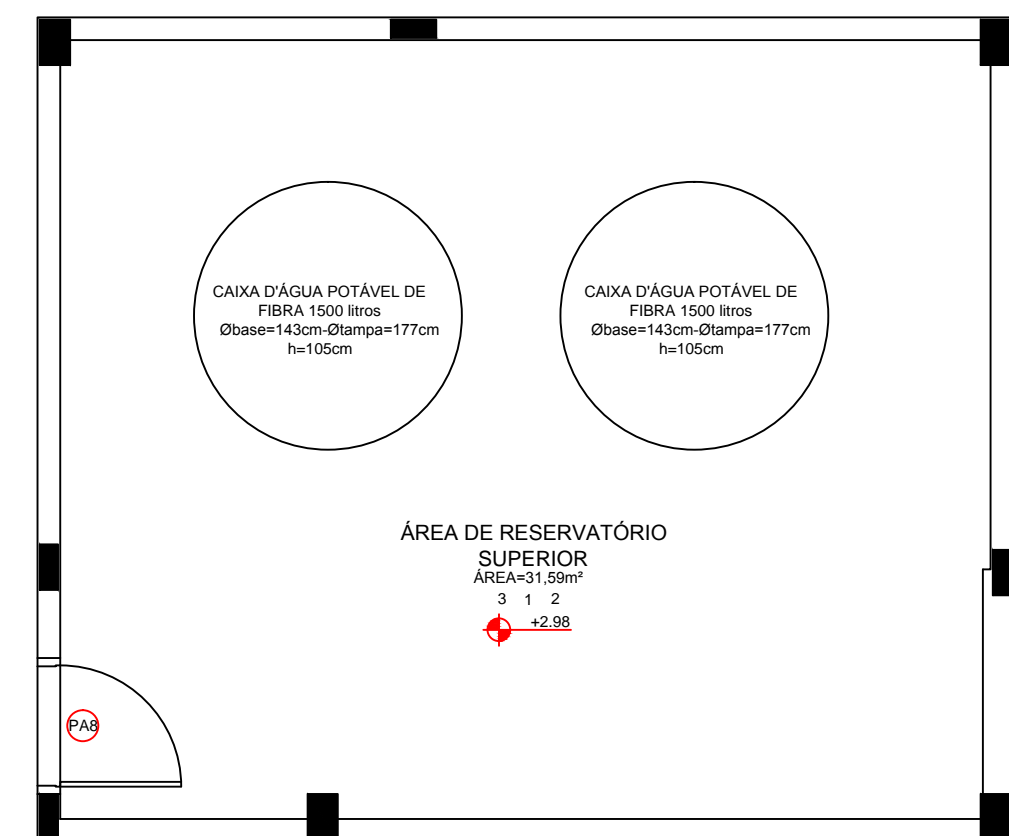 CAIXA D'ÁGUA POTÁVEL DE
FIBRA 1500 litros
Øbase=143cm-Øtampa=177cm
h=105cm
CAIXA D'ÁGUA POTÁVEL DE
FIBRA 1500 litros
Øbase=143cm-Øtampa=177cm
h=105cm
ÁREA DE RESERVATÓRIO
SUPERIOR
ÁREA=31,59m²
3 1 2
+2.98
PA8